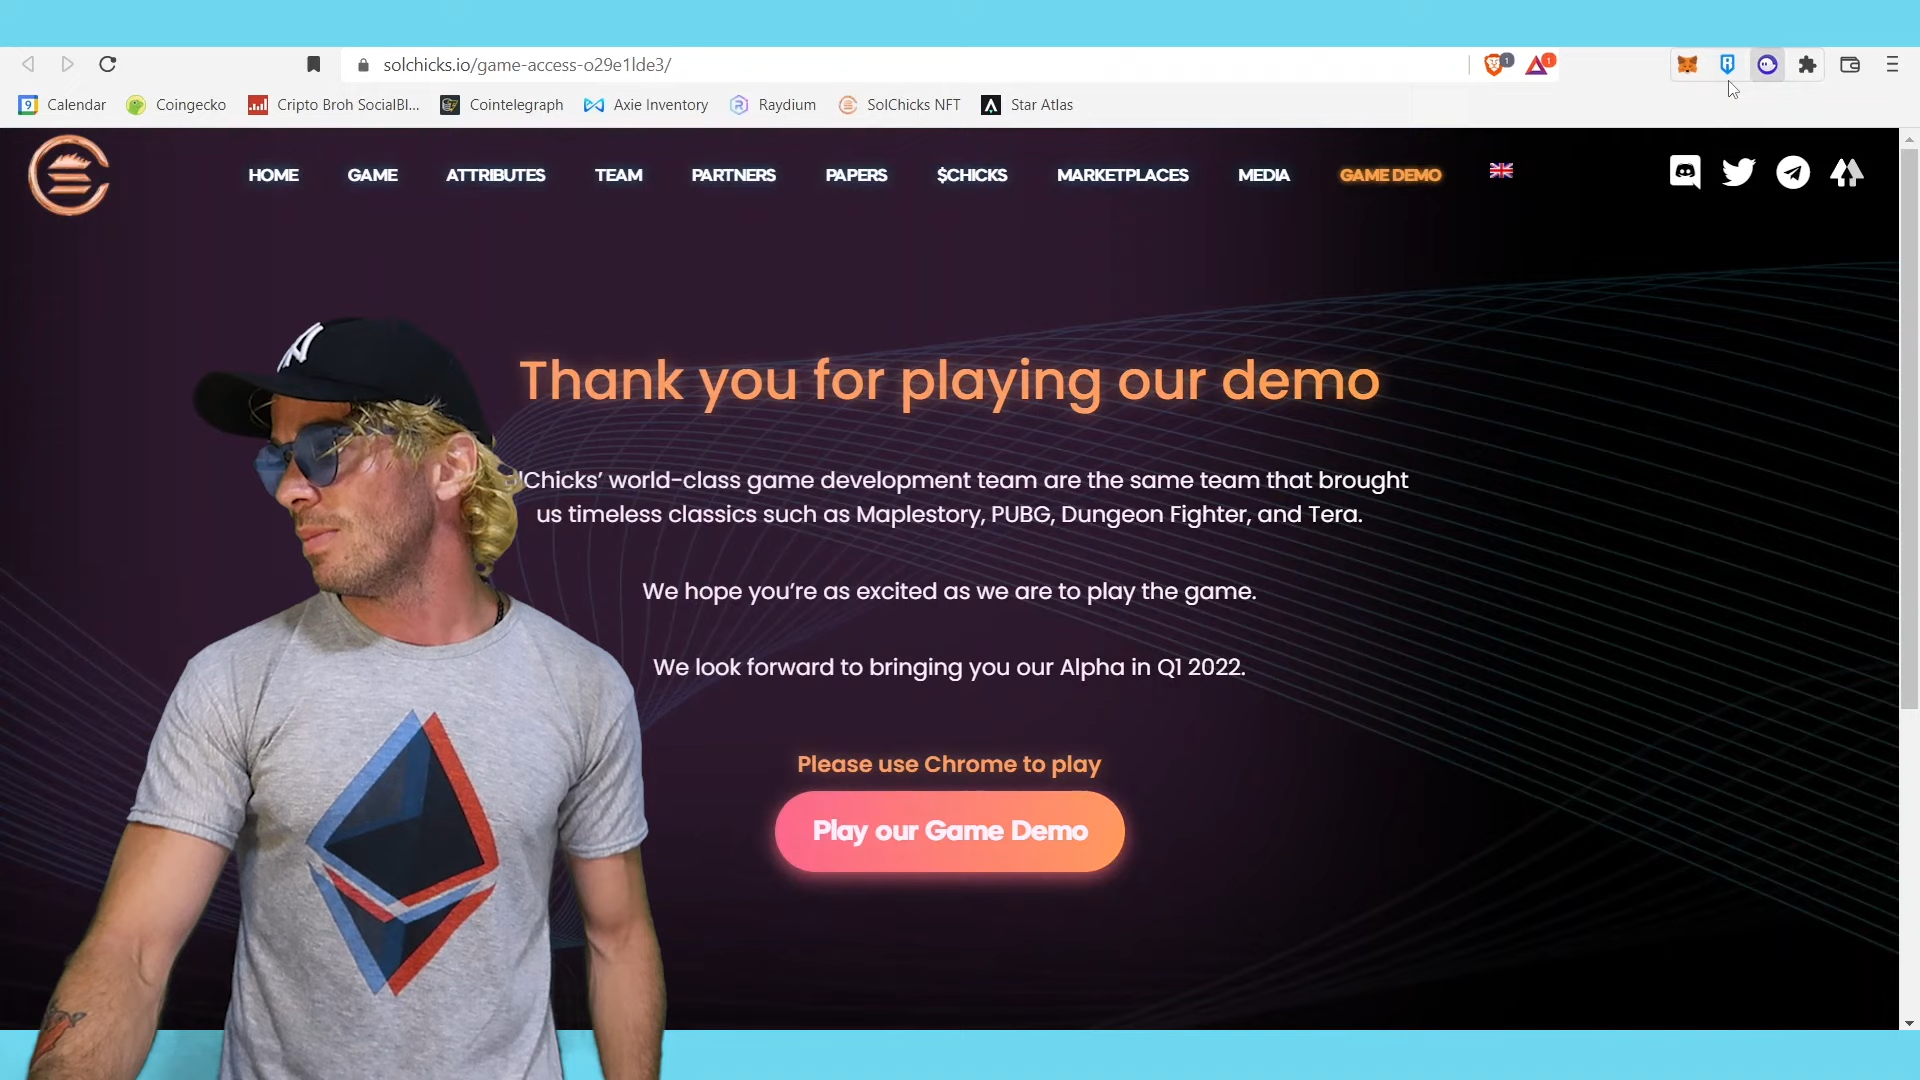 solchicks.io/game-access-o29e1lde3/
1
1
9
Calendar
Coingecko
Cripto Broh SocialBl...
Cointelegraph
Axie Inventory
Raydium
SolChicks NFT
Star Atlas
HOME
GAME
ATTRIBUTES
TEAM
PARTNERS
PAPERS
$CHICKS
MARKETPLACES
MEDIA
GAME DEMO
Thank you for playing our demo
lChicks’ world-class game development team are the same team that brought
us timeless classics such as Maplestory, PUBG, Dungeon Fighter, and Tera.
We hope you’re as excited as we are to play the game.
We look forward to bringing you our Alpha in Q1 2022.
Please use Chrome to play
Play our Game Demo